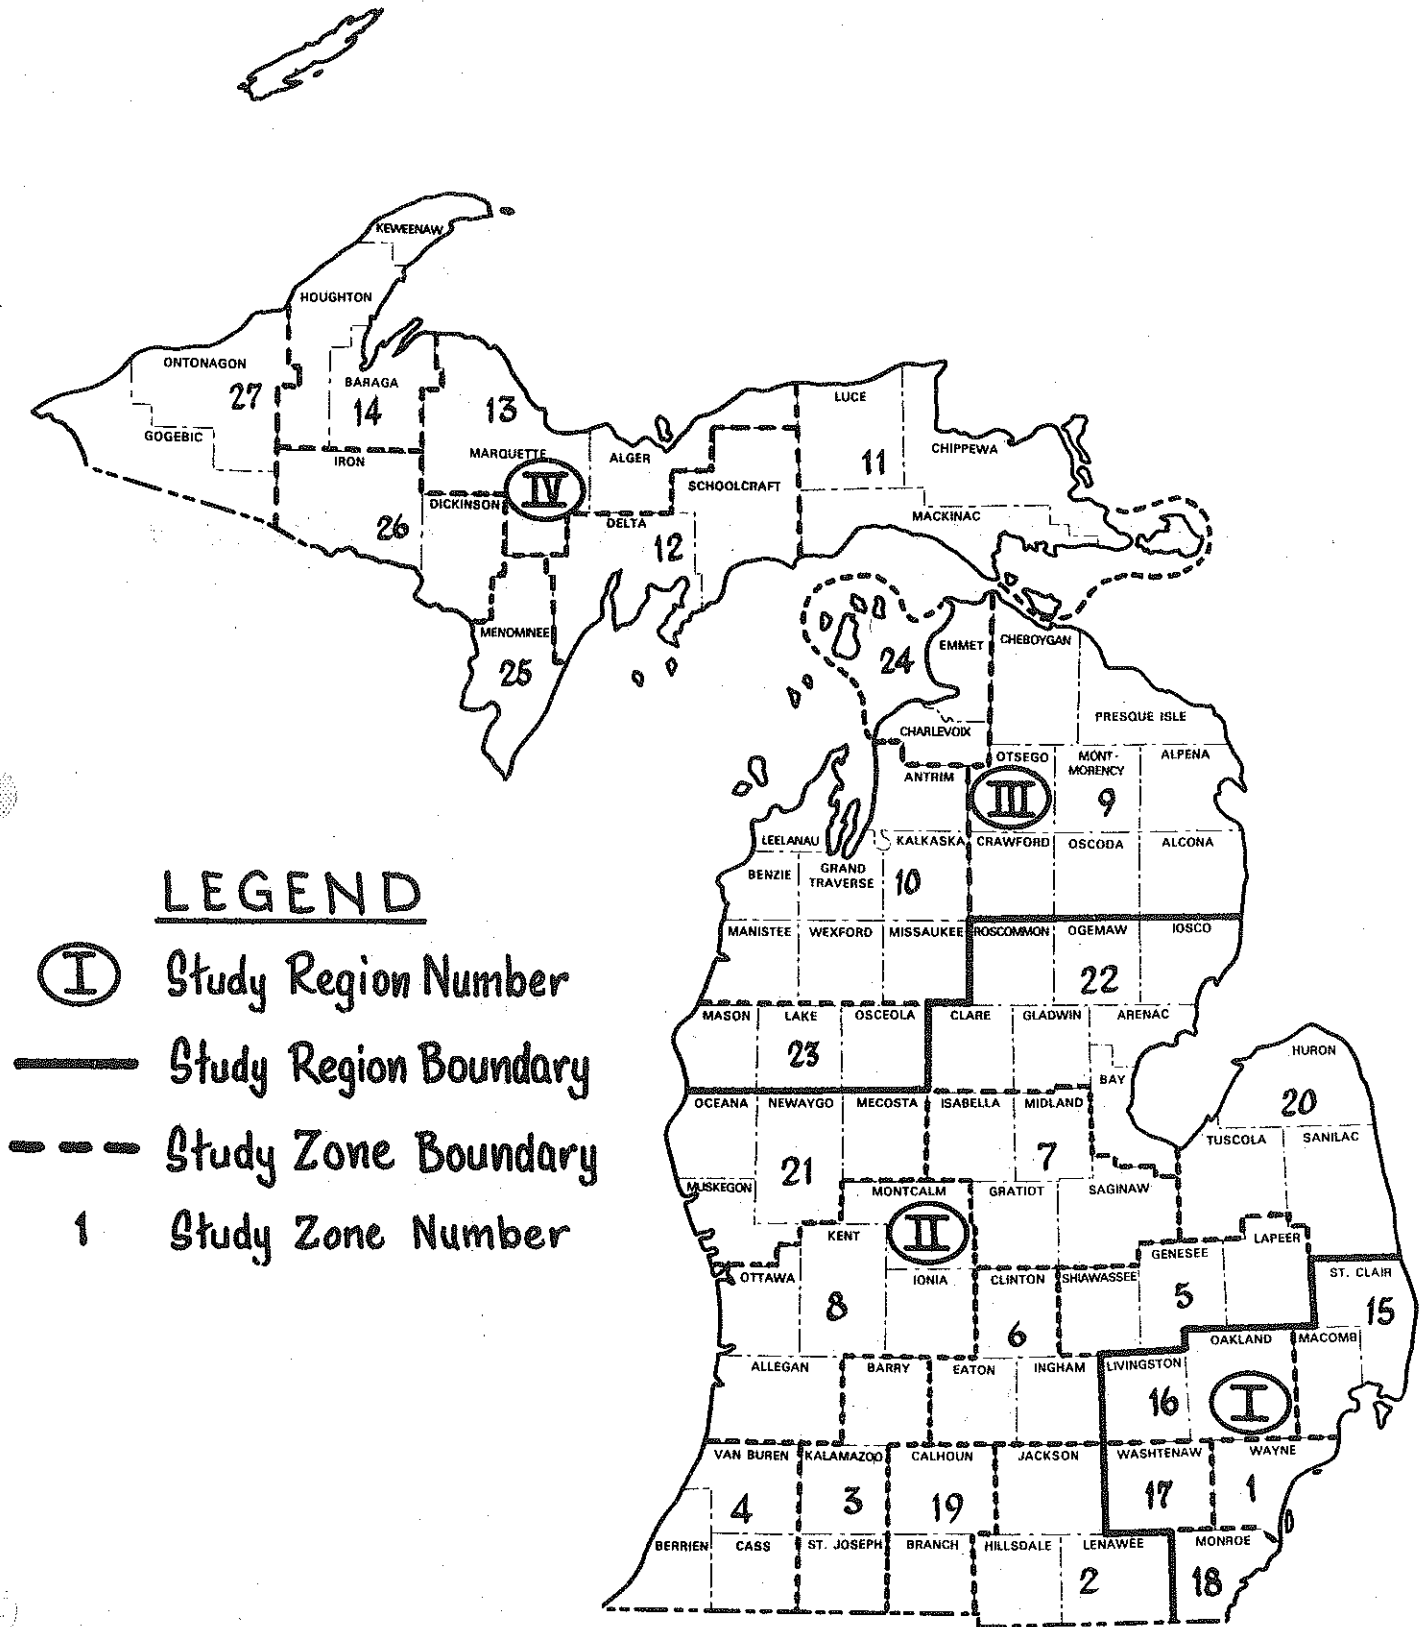 KEWEENAW
HOUGHTON
ONTONAGON
27
BARAGA
14
13
GOGEBIC
IRON
MARQUETTE
IV
ALGER
LUCE
11
CHIPPEWA
DICKINSON
26
SCHOOLCRAFT
DELTA
12
MACKINAC
MENOMINEE
25
24
EMMET
CHEBOYGAN
PRESQUE ISLE
CHARLEVOIX
ANTRIM
OTSEGO
III
MONT-
MORENCY
9
ALPENA
LEELANAU
KALKASKA
CRAWFORD
OSCODA
ALCONA
BENZIE
GRAND
TRAVERSE
10
MANISTEE
WEXFORD
MISSAUKEE
ROSCOMMON
OGEMAW
IOSCO
22
MASON
LAKE
OSCEOLA
CLARE
GLADWIN
ARENAC
23
HURON
BAY
20
OCEANA
NEWAYGO
MECOSTA
ISABELLA
MIDLAND
TUSCOLA
SANILAC
21
7
MUSKEGON
MONTCALM
GRATIOT
SAGINAW
KENT
II
LAPEER
GENESEE
OTTAWA
IONIA
CLINTON
SHIAWASSEE
ST. CLAIR
8
6
5
15
OAKLAND
MACOMB
ALLEGAN
BARRY
EATON
INGHAM
LIVINGSTON
16
I
VAN BUREN
KALAMAZOO
CALHOUN
JACKSON
WASHTENAW
WAYNE
4
3
19
17
1
BERRIEN
CASS
ST. JOSEPH
BRANCH
HILLSDALE
LENAWEE
MONROE
2
18
LEGEND
I Study Region Number
Study Region Boundary
Study Zone Boundary
1 Study Zone Number